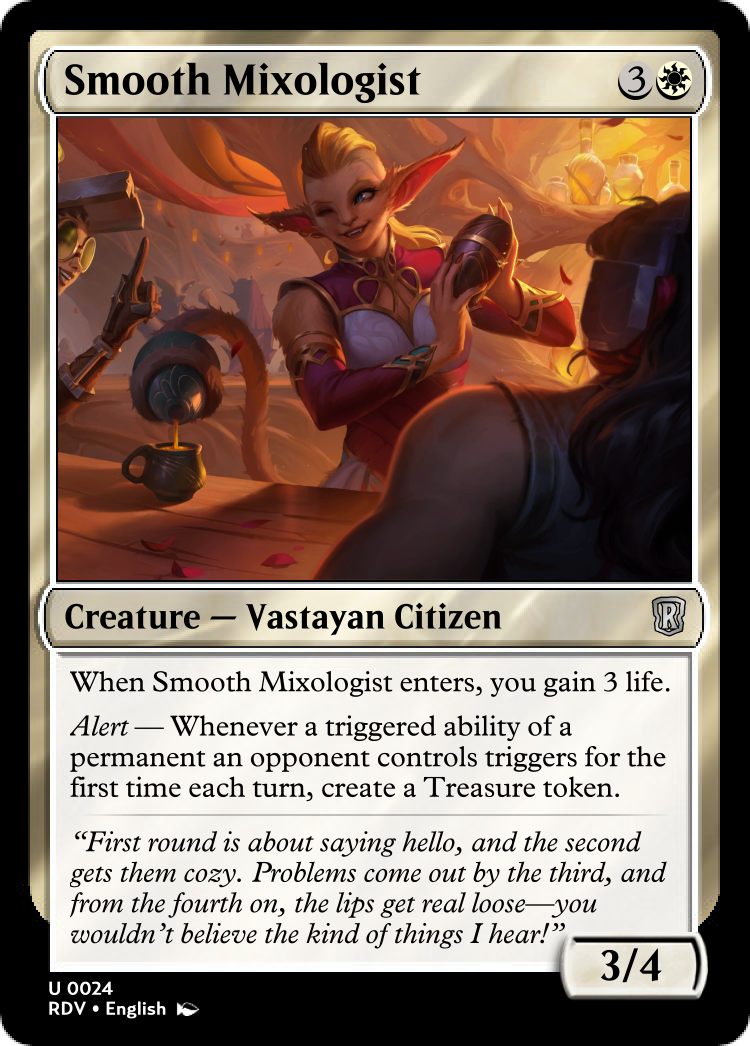 Smooth Mixologist 3
Creature — Vastayan Citizen R
When Smooth Mixologist enters, you gain 3 life.
Alert — Whenever a triggered ability of a
permanent an opponent controls triggers for the
first time each turn, create a Treasure token.
“First round is about saying hello, and the second
gets them cozy. Problems come out by the third, and
from the fourth on, the lips get real loose—you
wouldn’t believe the kind of things I hear!”
3/4
U 0024
RDV • English